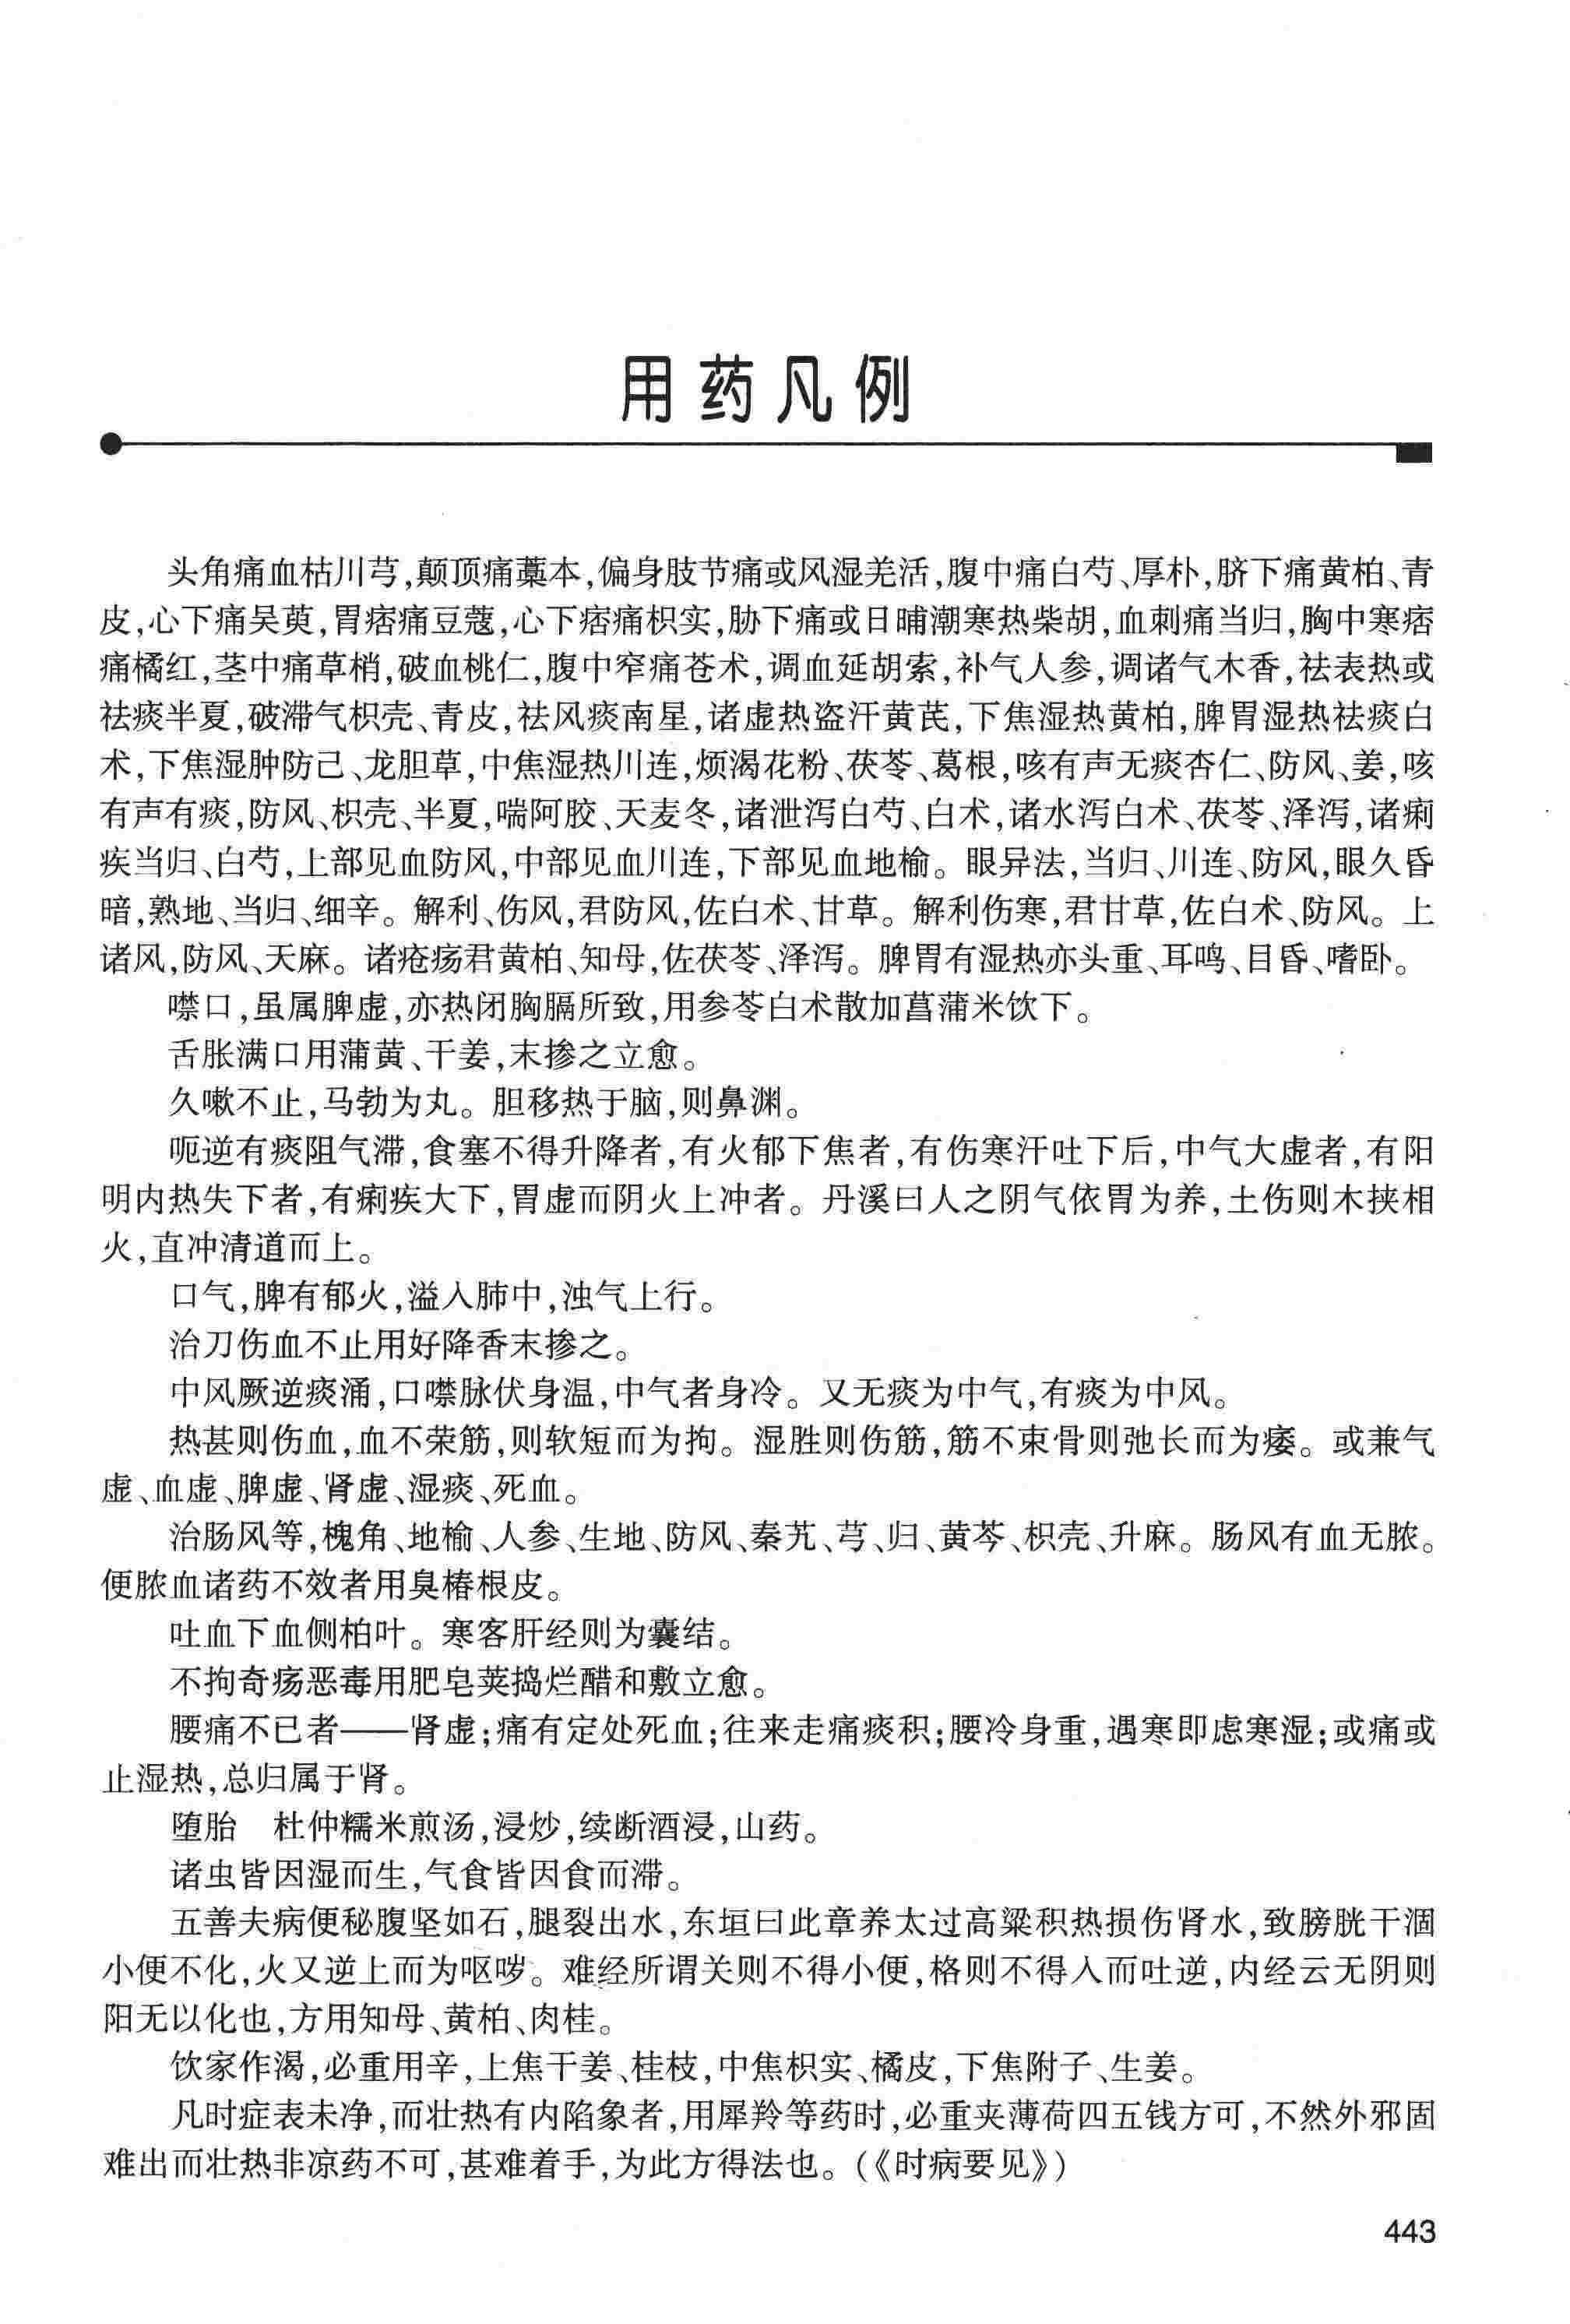 用药凡例
头角痛血枯川芎,颠顶痛藁本,偏身肢节痛或风湿羌活,腹中痛白芍、厚朴,脐下痛黄柏、青
皮,心下痛吴萸,胃痞痛豆蔻,心下痞痛枳实,胁下痛或日晡潮寒热柴胡,血刺痛当归,胸中寒痞
痛橘红,茎中痛草梢,破血桃仁,腹中窄痛苍术,调血延胡索,补气人参,调诸气木香,祛表热或
祛痰半夏,破滞气枳壳、青皮,祛风痰南星,诸虚热盗汗黄芪,下焦湿热黄柏,脾胃湿热祛痰白
术,下焦湿肿防己、龙胆草,中焦湿热川连,烦渴花粉、茯苓、葛根,咳有声无痰杏仁、防风、姜,咳
有声有痰,防风、枳壳、半夏,喘阿胶、天麦冬,诸泄泻白芍、白术,诸水泻白术、茯苓、泽泻,诸痢
疾当归、白芍,上部见血防风,中部见血川连,下部见血地榆。眼异法,当归、川连、防风,眼久昏
暗,熟地、当归、细辛。解利、伤风,君防风,佐白术、甘草。解利伤寒,君甘草,佐白术、防风。上
诸风,防风、天麻。诸疮疡君黄柏、知母,佐茯苓、泽泻。脾胃有湿热亦头重、耳鸣、目昏、嗜卧。
噤口,虽属脾虚,亦热闭胸膈所致,用参苓白术散加菖蒲米饮下。
舌胀满口用蒲黄、干姜,末掺之立愈。
久嗽不止,马勃为丸。胆移热于脑,则鼻渊。
呃逆有痰阻气滞,食塞不得升降者,有火郁下焦者,有伤寒汗吐下后,中气大虚者,有阳
明内热失下者,有痢疾大下,胃虚而阴火上冲者。丹溪曰人之阴气依胃为养,土伤则木挟相
火,直冲清道而上。
口气,脾有郁火,溢入肺中,浊气上行。
治刀伤血不止用好降香末掺之。
中风厥逆痰涌,口噤脉伏身温,中气者身冷。又无痰为中气,有痰为中风。
热甚则伤血,血不荣筋,则软短而为拘。湿胜则伤筋,筋不束骨则弛长而为痿。或兼气
虚、血虚、脾虚、肾虚、湿痰、死血。
治肠风等,槐角、地榆、人参、生地、防风、秦艽、芎、归、黄芩、枳壳、升麻。肠风有血无脓。
便脓血诸药不效者用臭椿根皮。
吐血下血侧柏叶。寒客肝经则为囊结。
不拘奇疡恶毒用肥皂荚捣烂醋和敷立愈。
腰痛不已者——肾虚;痛有定处死血;往来走痛痰积;腰冷身重,遇寒即虑寒湿;或痛或
止湿热,总归属于肾。
堕胎　杜仲糯米煎汤,浸炒,续断酒浸,山药。
诸虫皆因湿而生,气食皆因食而滞。
五善夫病便秘腹坚如石,腿裂出水,东垣曰此章养太过高粱积热损伤肾水,致膀胱干涸
小便不化,火又逆上而为呕哕。难经所谓关则不得小便,格则不得入而吐逆,内经云无阴则
阳无以化也,方用知母、黄柏、肉桂。
饮家作渴,必重用辛,上焦干姜、桂枝,中焦枳实、橘皮,下焦附子、生姜。
凡时症表未净,而壮热有内陷象者,用犀羚等药时,必重夹薄荷四五钱方可,不然外邪固
难出而壮热非凉药不可,甚难着手,为此方得法也。(《时病要见》)
443